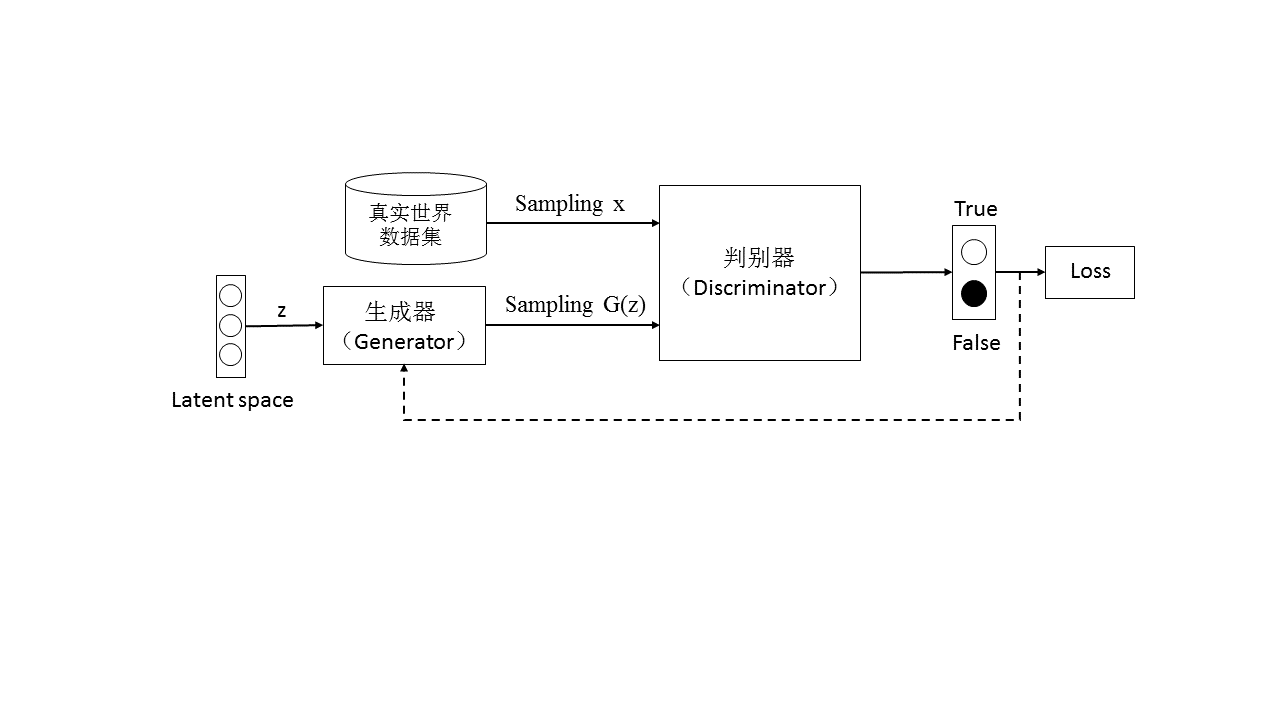 真实世界
数据集
Sampling x
判别器
（Discriminator）
True
False
Loss
z
Latent space
生成器
（Generator）
Sampling G(z)